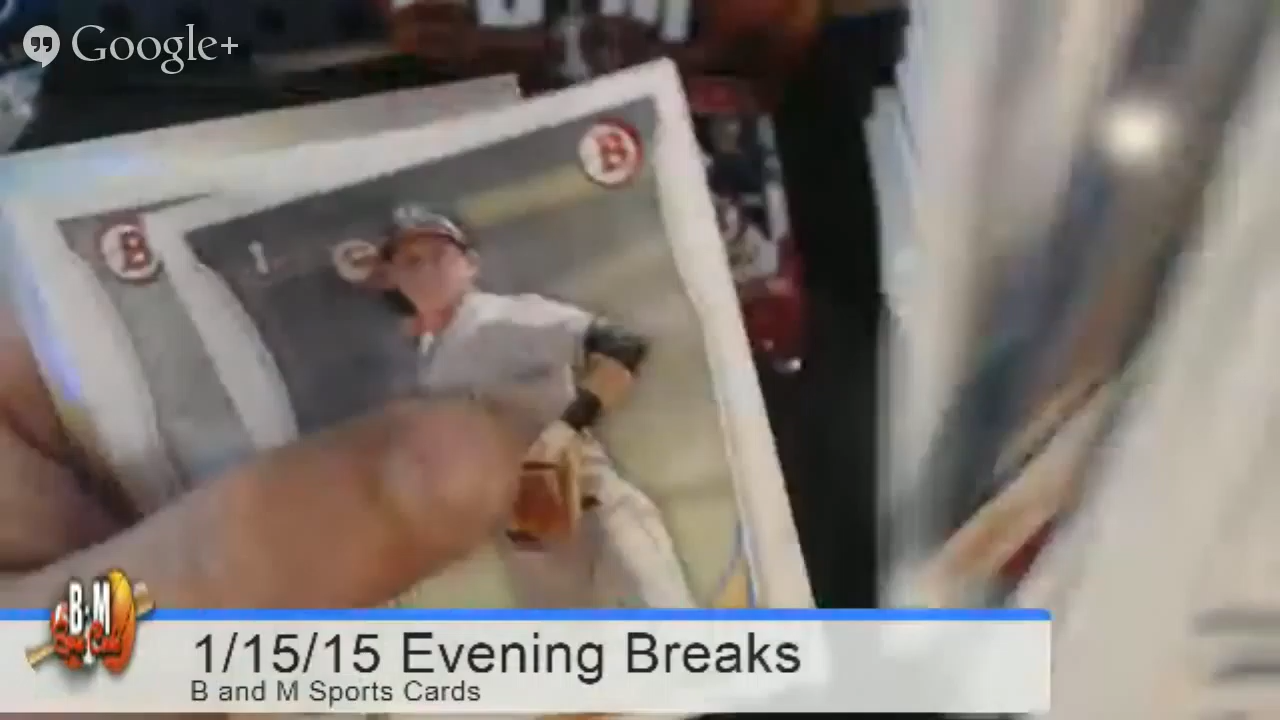 Google+
B
B
B&M
1/15/15 Evening Breaks
B and M Sports Cards